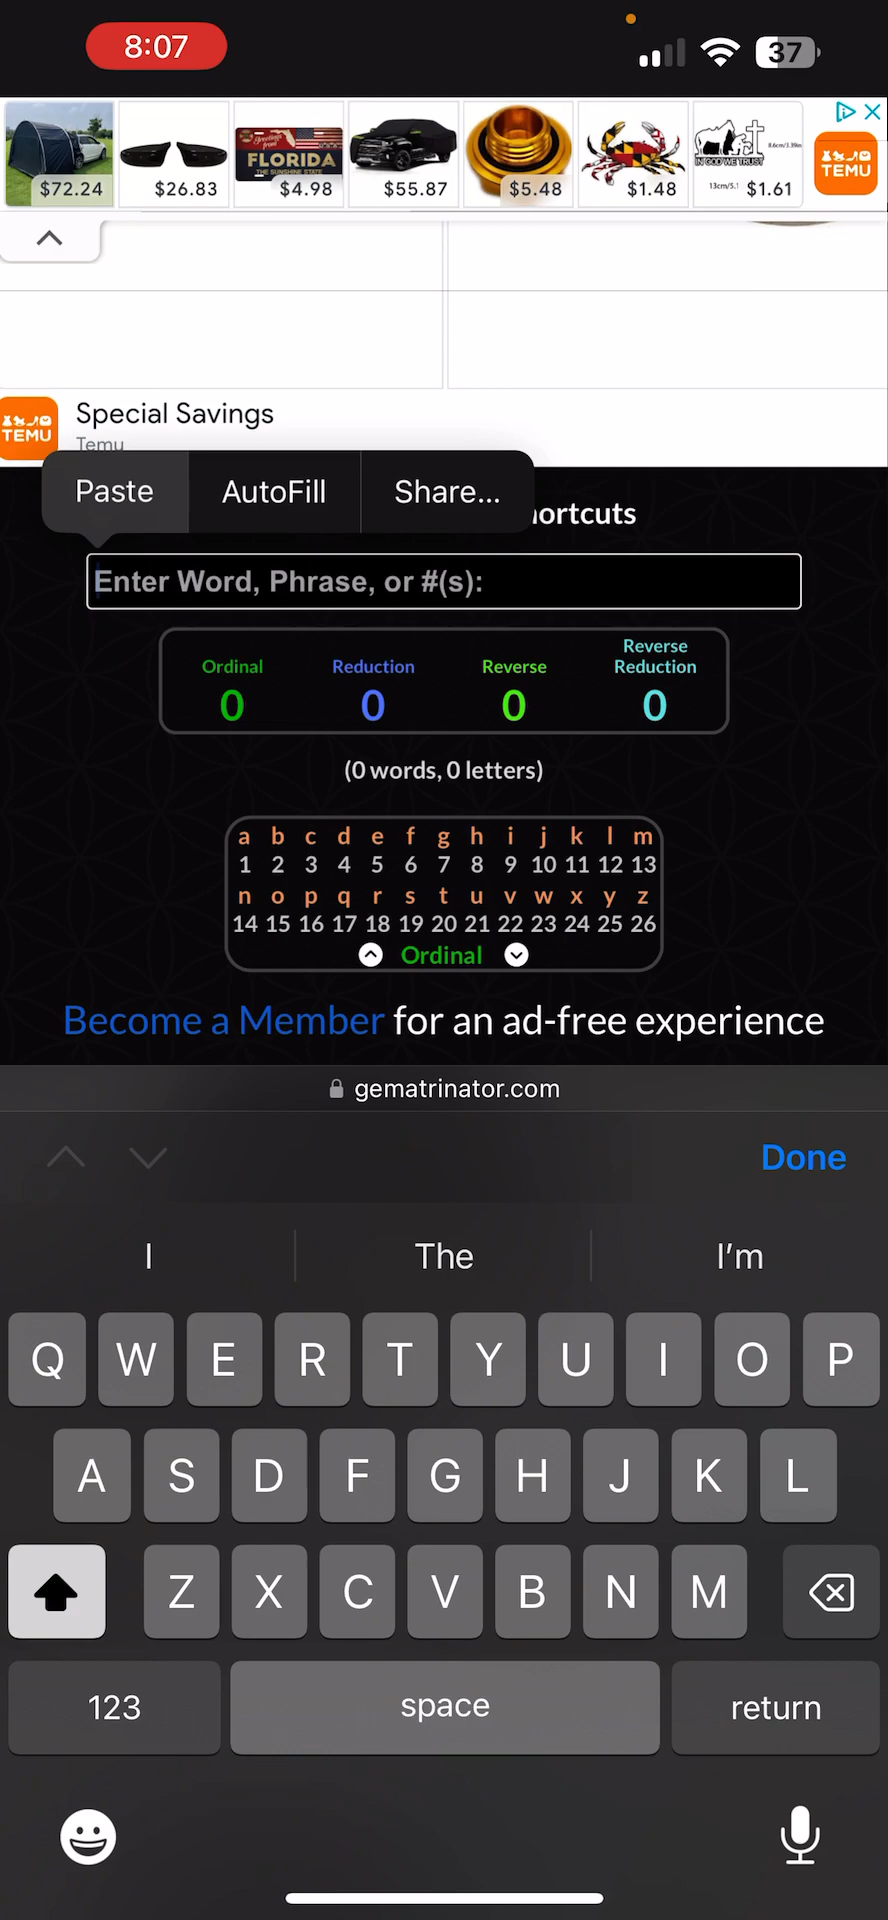 8:07
37
$72.24
$26.83
Greetings from
FLORIDA
THE SUNSHINE STATE
$4.98
$55.87
$5.48
$1.48
IN GOD WE TRUST
8.6cm/3.39in
13cm/5.1
$1.61
TEMU
TEMU
Special Savings
Temu
Paste AutoFill Share...
ortcuts
Enter Word, Phrase, or #(s):
Ordinal Reduction Reverse Reverse Reduction
0 0 0 0
(0 words, 0 letters)
a b c d e f g h i j k l m
1 2 3 4 5 6 7 8 9 10 11 12 13
n o p q r s t u v w x y z
14 15 16 17 18 19 20 21 22 23 24 25 26
Ordinal
Become a Member for an ad-free experience
gematrinator.com
Done
I The I'm
Q W E R T Y U I O P
A S D F G H J K L
Z X C V B N M
123 space return